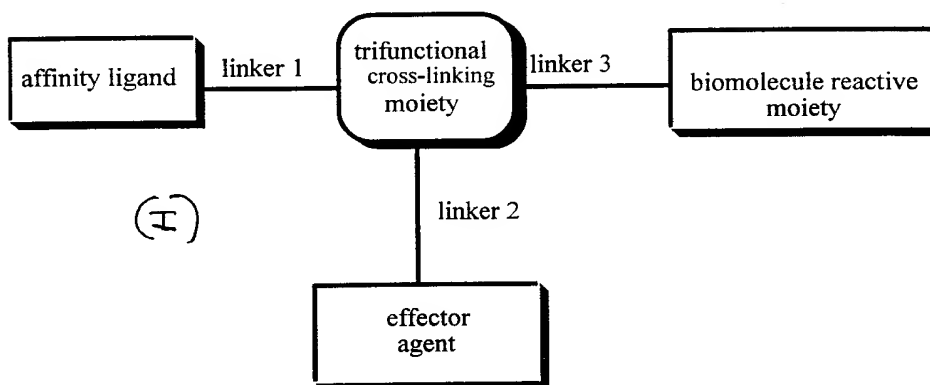 affinity ligand
linker 1
trifunctional
cross-linking
moiety
linker 3
biomolecule reactive
moiety
(I)
linker 2
effector
agent